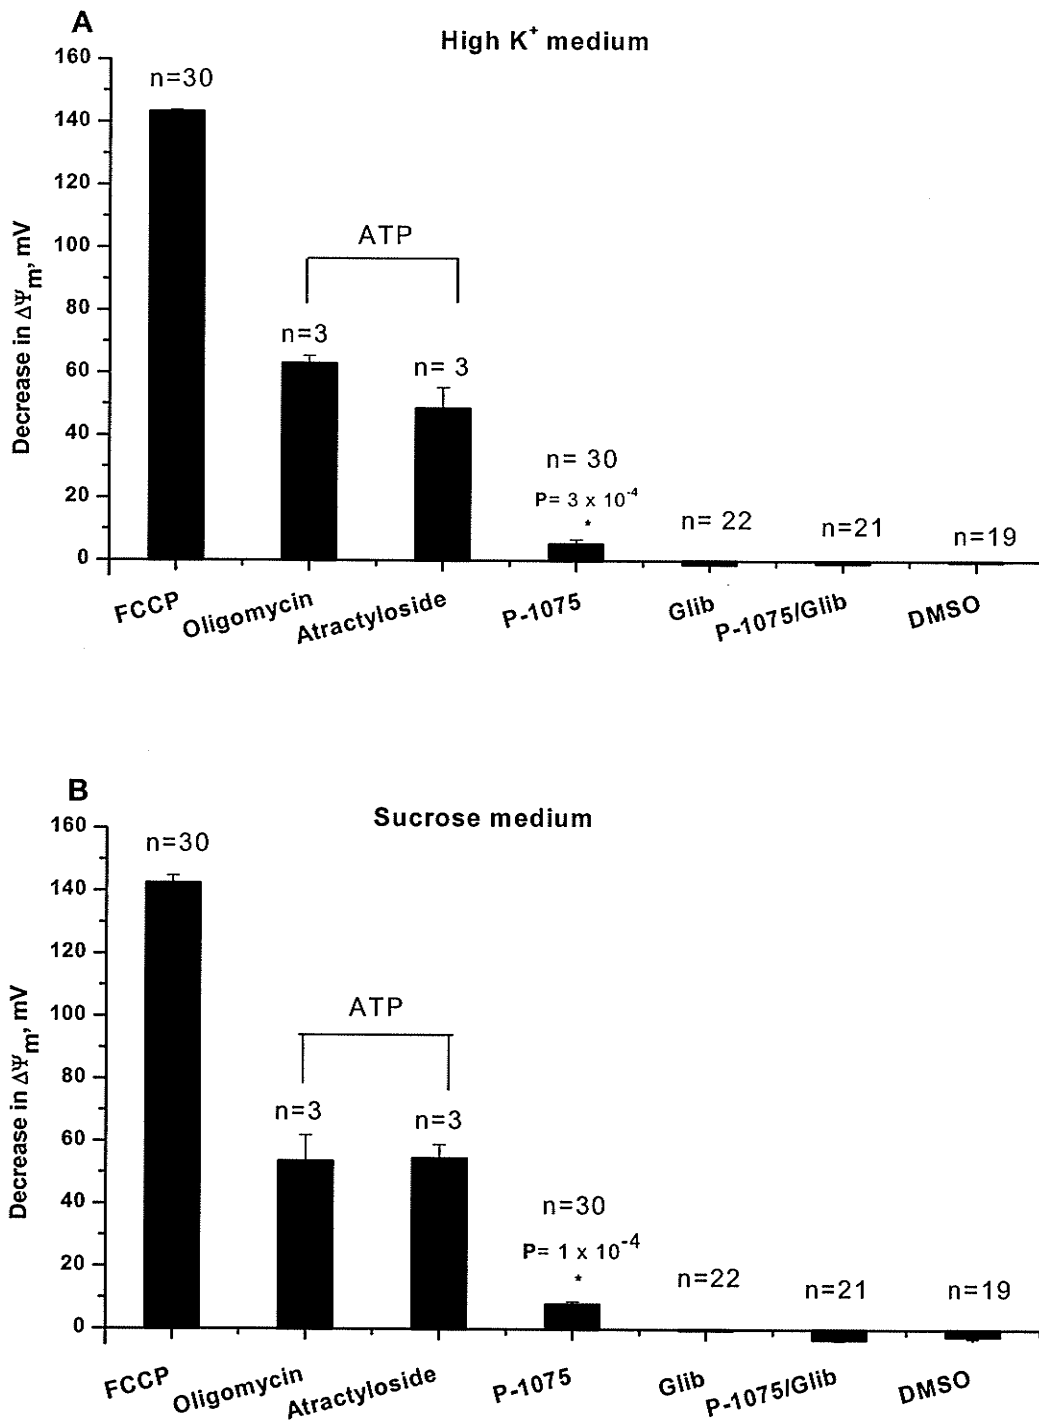 A
High K+ medium
160
140
120
100
80
60
40
20
0
Decrease in ΔΨm, mV
n=30
ATP
n=3
n= 3
n= 30
P= 3 x 10-4
*
n= 22
n=21
n=19
FCCP
Oligomycin
Atractyloside
P-1075
Glib
P-1075/Glib
DMSO
B
Sucrose medium
160
140
120
100
80
60
40
20
0
Decrease in ΔΨm, mV
n=30
ATP
n=3
n=3
n=30
P= 1 x 10-4
*
n=22
n=21
n=19
FCCP
Oligomycin
Atractyloside
P-1075
Glib
P-1075/Glib
DMSO